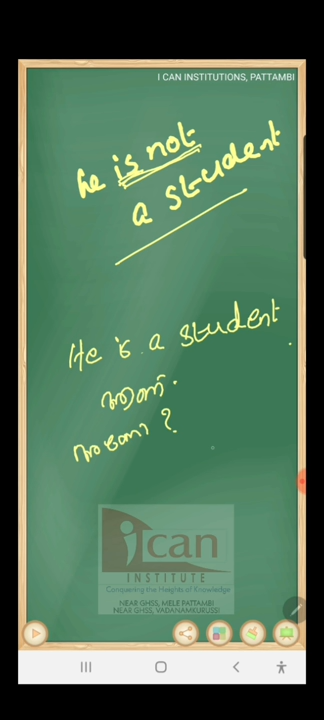 I CAN INSTITUTIONS, PATTAMBI
he is not
a student
He is a student.
ആണ്.
ആണോ ?
ican
INSTITUTE
Conquering the Heights of Knowledge
NEAR GHSS, MELE PATTAMBI
NEAR GHSS, VADANAMKURUSSI